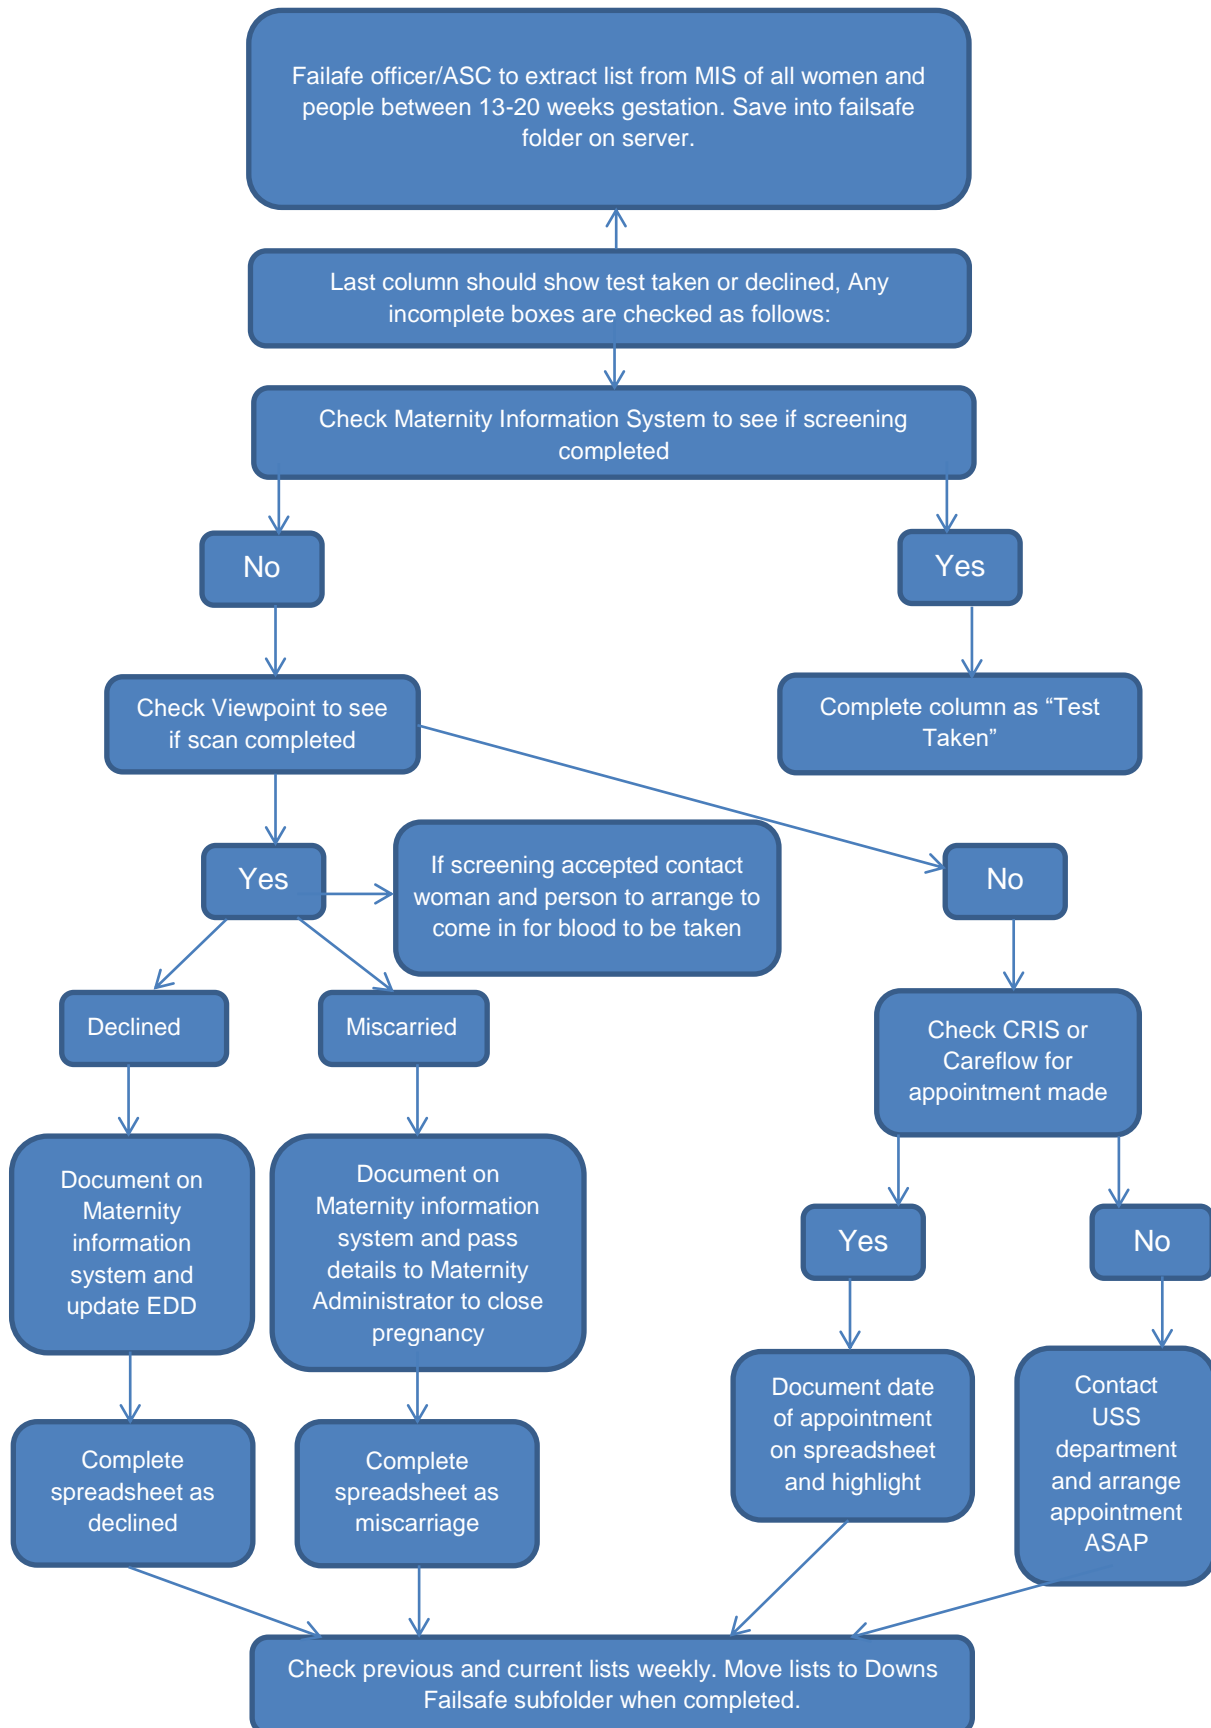 Failafe officer/ASC to extract list from MIS of all women and
people between 13-20 weeks gestation. Save into failsafe
folder on server.
Last column should show test taken or declined, Any
incomplete boxes are checked as follows:
Check Maternity Information System to see if screening
completed
No
Yes
Check Viewpoint to see
if scan completed
Complete column as “Test
Taken”
Yes
If screening accepted contact
woman and person to arrange to
come in for blood to be taken
No
Declined
Miscarried
Check CRIS or
Careflow for
appointment made
Document on
Maternity
information
system and
update EDD
Document on
Maternity information
system and pass
details to Maternity
Administrator to close
pregnancy
Yes
No
Document date
of appointment
on spreadsheet
and highlight
Contact
USS
department
and arrange
appointment
ASAP
Complete
spreadsheet as
declined
Complete
spreadsheet as
miscarriage
Check previous and current lists weekly. Move lists to Downs
Failsafe subfolder when completed.